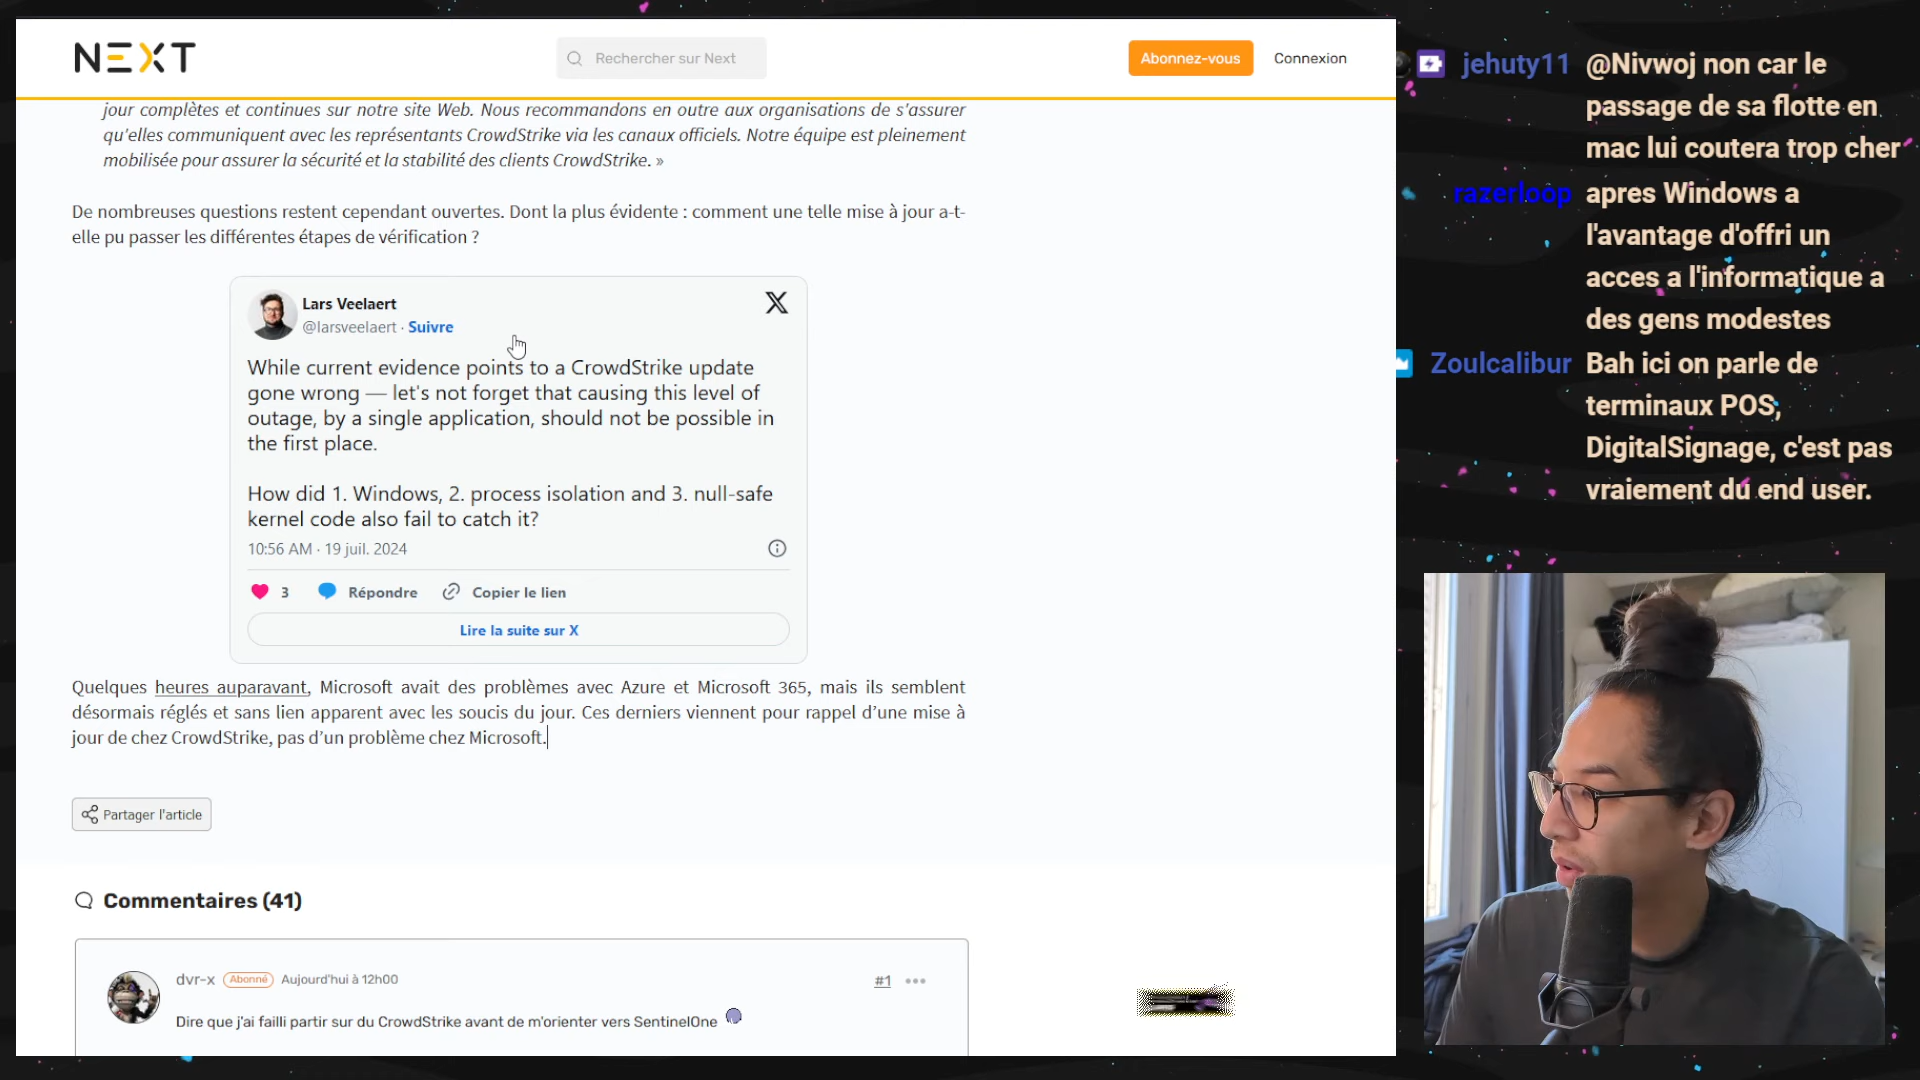 NEXT
Rechercher sur Next
Abonnez-vous
Connexion
jour complètes et continues sur notre site Web. Nous recommandons en outre aux organisations de s'assurer
qu'elles communiquent avec les représentants CrowdStrike via les canaux officiels. Notre équipe est pleinement
mobilisée pour assurer la sécurité et la stabilité des clients CrowdStrike. »
De nombreuses questions restent cependant ouvertes. Dont la plus évidente : comment une telle mise à jour a-t-
elle pu passer les différentes étapes de vérification ?
Lars Veelaert
@larsveelaert · Suivre
While current evidence points to a CrowdStrike update
gone wrong — let's not forget that causing this level of
outage, by a single application, should not be possible in
the first place.
How did 1. Windows, 2. process isolation and 3. null-safe
kernel code also fail to catch it?
10:56 AM · 19 juil. 2024
3
Répondre
Copier le lien
Lire la suite sur X
Quelques heures auparavant, Microsoft avait des problèmes avec Azure et Microsoft 365, mais ils semblent
désormais réglés et sans lien apparent avec les soucis du jour. Ces derniers viennent pour rappel d’une mise à
jour de chez CrowdStrike, pas d’un problème chez Microsoft.
Partager l'article
Commentaires (41)
dvr-x
Abonné
Aujourd'hui à 12h00
#1
Dire que j'ai failli partir sur du CrowdStrike avant de m'orienter vers SentinelOne
jehuty11
@Nivwoj non car le
passage de sa flotte en
mac lui coutera trop cher
razerloop
apres Windows a
l'avantage d'offri un
acces a l'informatique a
des gens modestes
Zoulcalibur
Bah ici on parle de
terminaux POS,
DigitalSignage, c'est pas
vraiement du end user.